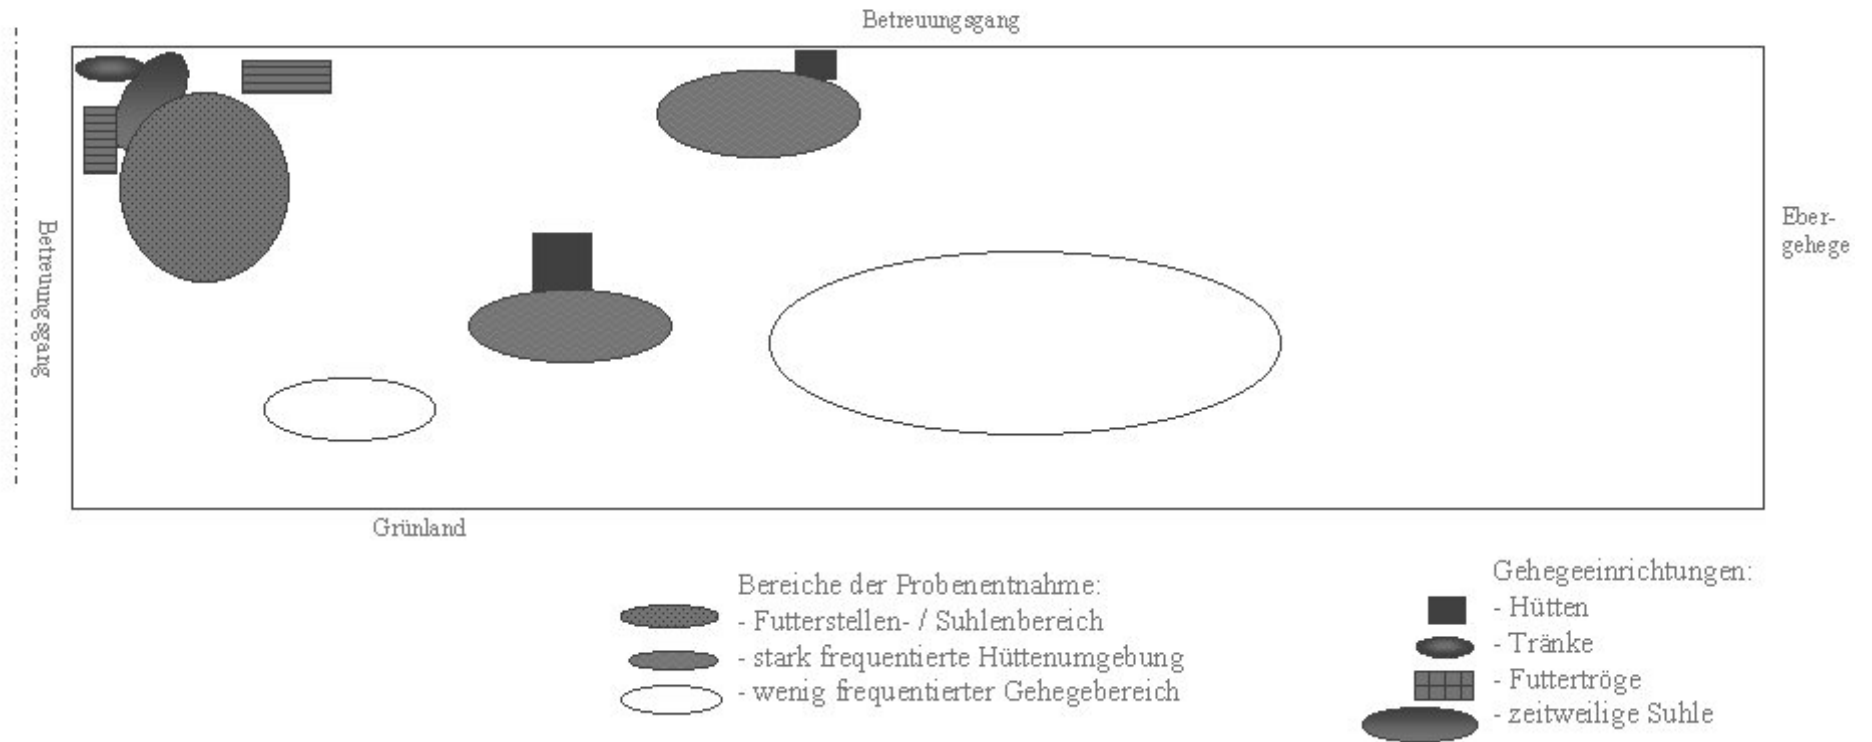 Betreuungsgang
Betreuungsgang
Eber-
gehege
Grünland
Bereiche der Probenentnahme:
- Futterstellen- / Suhlenbereich
- stark frequentierte Hüttenumgebung
- wenig frequentierter Gehegebereich
Gehegeeinrichtungen:
- Hütten
- Tränke
- Futtertröge
- zeitweilige Suhle